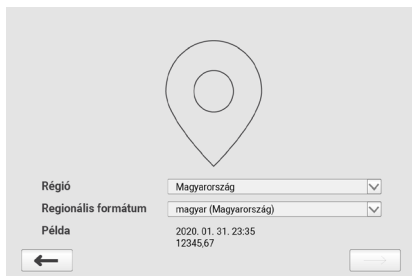 Régió Magyarország
Regionális formátum magyar (Magyarország)
Példa 2020. 01. 31. 23:35
12345,67